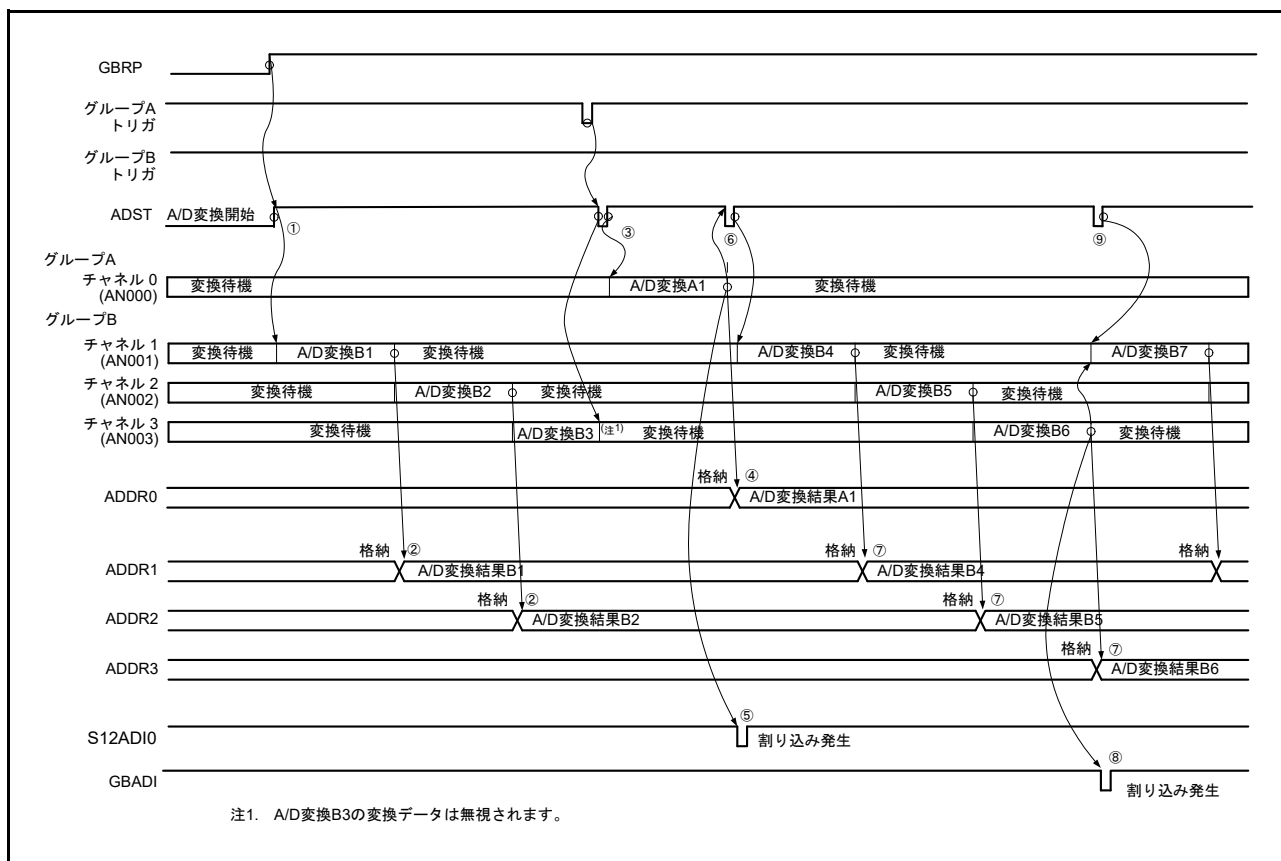 GBRP
グループA
トリガ
グループB
トリガ
ADST A/D変換開始 ① ③ ⑥ ⑨
グループA
チャネル 0
(AN000)
変換待機 A/D変換A1 変換待機
グループB
チャネル 1
(AN001)
変換待機 A/D変換B1 変換待機 A/D変換B4 変換待機 A/D変換B7
チャネル 2
(AN002)
変換待機 A/D変換B2 変換待機 A/D変換B5 変換待機
チャネル 3
(AN003)
変換待機 A/D変換B3 (注1) 変換待機 A/D変換B6 変換待機
格納 ④
ADDR0 A/D変換結果A1
格納 ② 格納 ⑦ 格納
ADDR1 A/D変換結果B1 A/D変換結果B4
格納 ② 格納 ⑦
ADDR2 A/D変換結果B2 A/D変換結果B5
格納 ⑦
ADDR3 A/D変換結果B6
⑤
S12ADI0 割り込み発生
⑧
GBADI 割り込み発生
注1. A/D変換B3の変換データは無視されます。